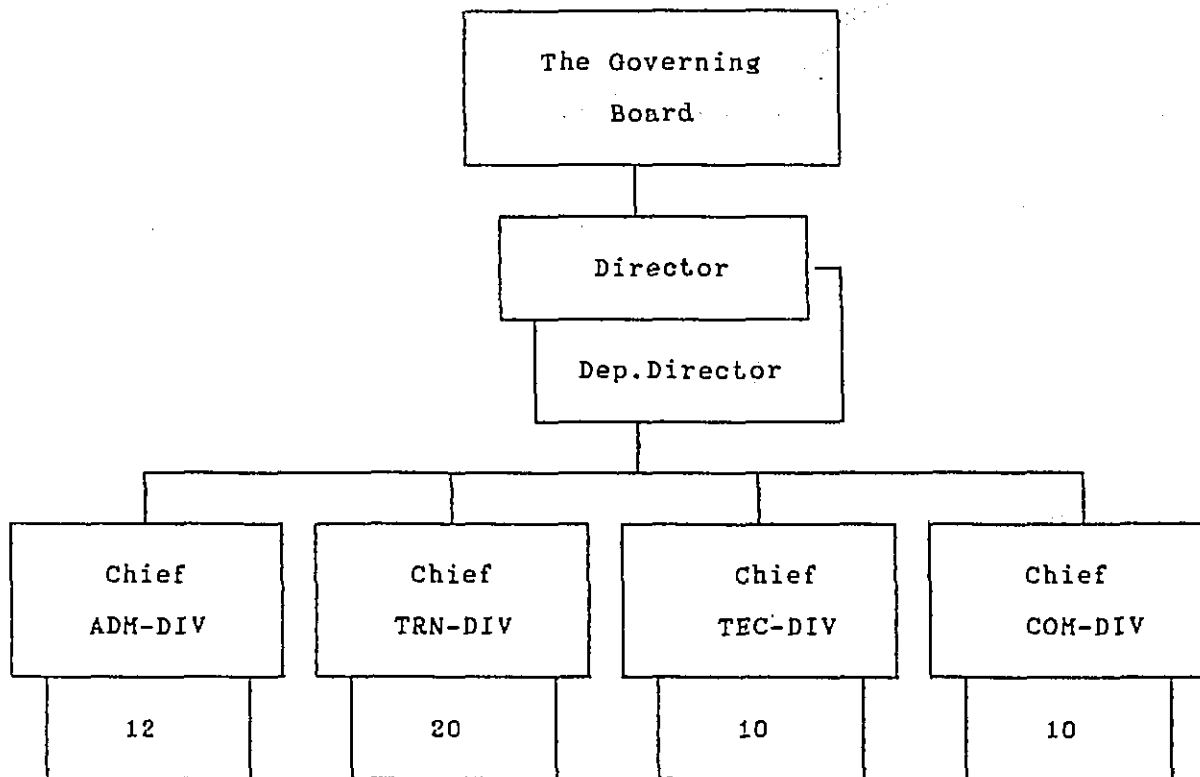 The Governing
Board
Director
Dep.Director
Chief
ADM-DIV
Chief
TRN-DIV
Chief
TEC-DIV
Chief
COM-DIV
12
20
10
10